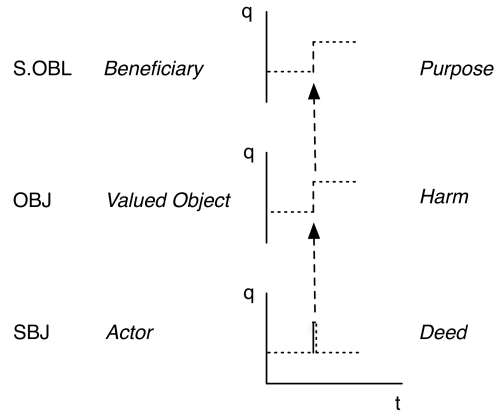 q
S.OBL Beneficiary Purpose
q
OBJ Valued Object Harm
q
SBJ Actor Deed
t